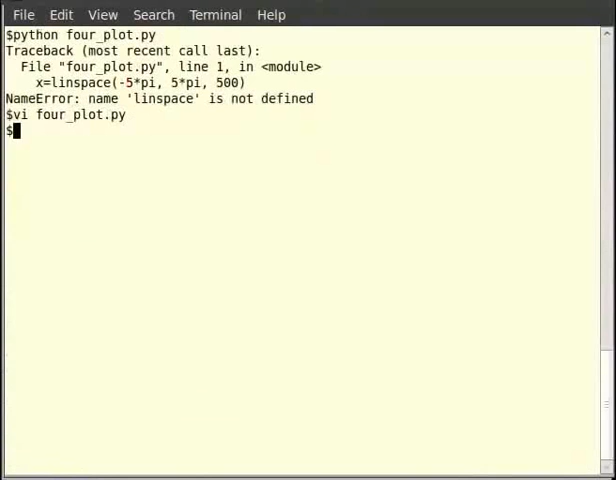 File Edit View Search Terminal Help
$python four_plot.py
Traceback (most recent call last):
  File "four_plot.py", line 1, in <module>
    x=linspace(-5*pi, 5*pi, 500)
NameError: name 'linspace' is not defined
$vi four_plot.py
$